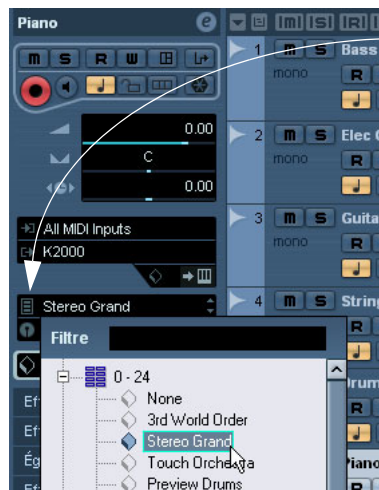 Piano
e
m S R W
0.00
C
0.00
All MIDI Inputs
K2000
Stereo Grand
Filtre
0 - 24
None
3rd World Order
Stereo Grand
Touch Orchestra
Preview Drums
Ef
Ef
Ég
Ef
m S R
1 m S Bass
mono R
2 m S Elec
mono R
3 m S Guita
mono R
4 m S String
R
rum
R
Piano
R